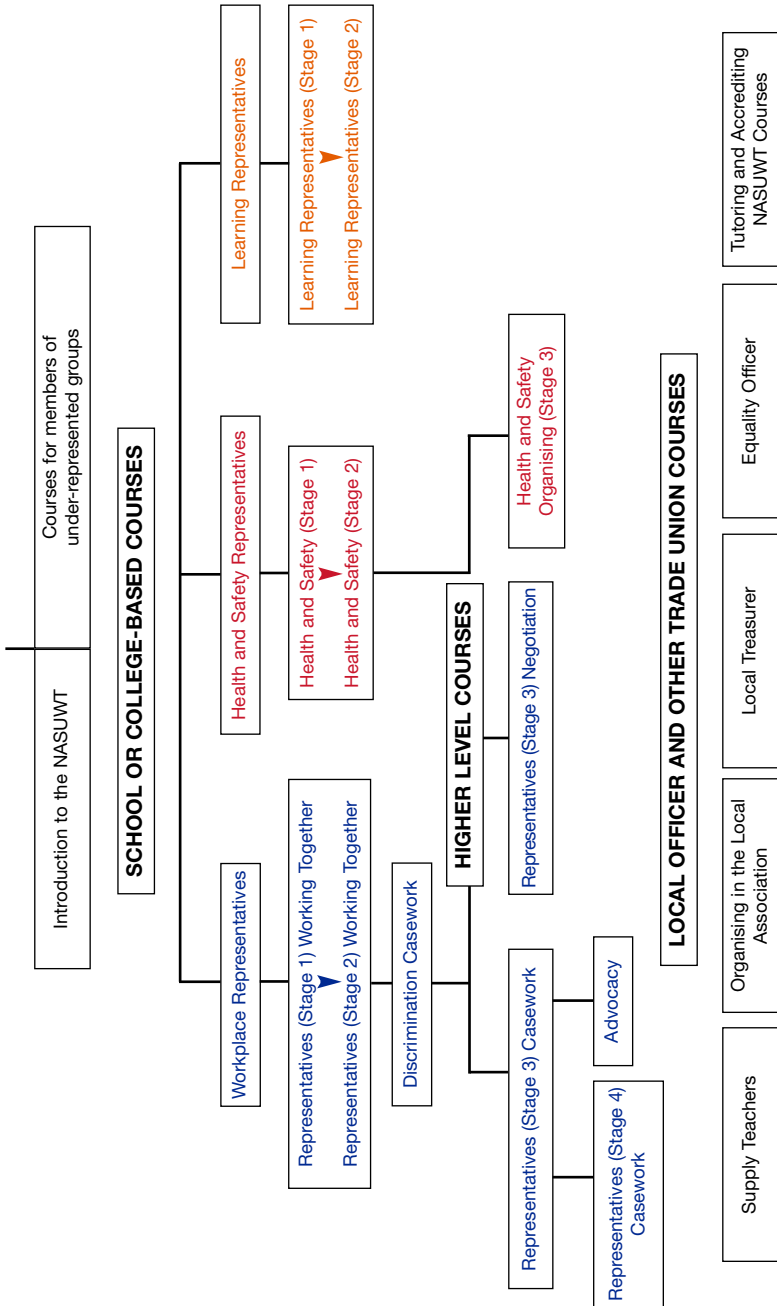 Introduction to the NASUWT
Courses for members of
under-represented groups
SCHOOL OR COLLEGE-BASED COURSES
Workplace Representatives
Health and Safety Representatives
Learning Representatives
Representatives (Stage 1) Working Together
Representatives (Stage 2) Working Together
Health and Safety (Stage 1)
Health and Safety (Stage 2)
Learning Representatives (Stage 1)
Learning Representatives (Stage 2)
Discrimination Casework
HIGHER LEVEL COURSES
Representatives (Stage 3) Casework
Representatives (Stage 3) Negotiation
Health and Safety
Organising (Stage 3)
Representatives (Stage 4)
Casework
Advocacy
LOCAL OFFICER AND OTHER TRADE UNION COURSES
Supply Teachers
Organising in the Local
Association
Local Treasurer
Equality Officer
Tutoring and Accrediting
NASUWT Courses